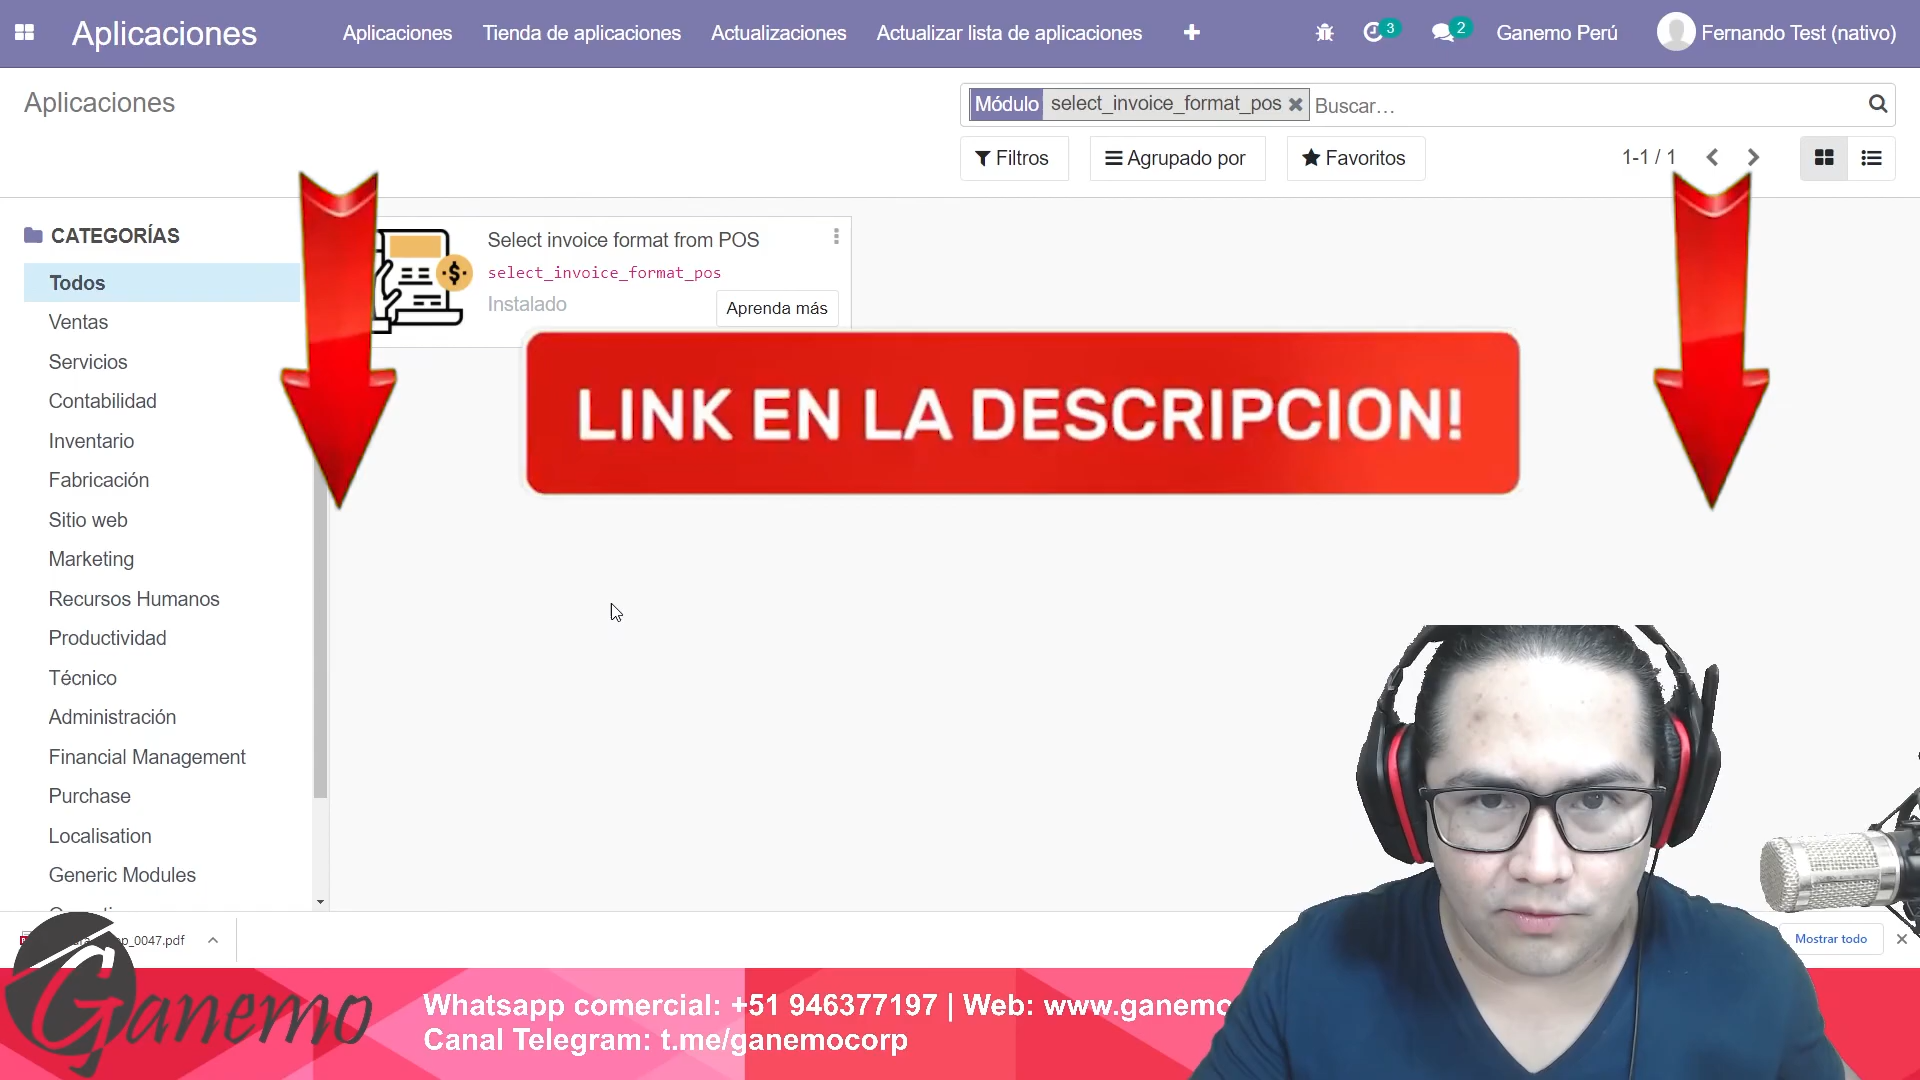 Aplicaciones
Aplicaciones
Tienda de aplicaciones
Actualizaciones
Actualizar lista de aplicaciones
3
2
Ganemo Perú
Fernando Test (nativo)
Aplicaciones
Módulo select_invoice_format_pos
Buscar...
Filtros
Agrupado por
Favoritos
1-1 / 1
CATEGORÍAS
Todos
Ventas
Servicios
Contabilidad
Inventario
Fabricación
Sitio web
Marketing
Recursos Humanos
Productividad
Técnico
Administración
Financial Management
Purchase
Localisation
Generic Modules
Select invoice format from POS
select_invoice_format_pos
Instalado
Aprenda más
LINK EN LA DESCRIPCION!
_0047.pdf
Mostrar todo
Ganemo
Whatsapp comercial: +51 946377197 | Web: www.ganemo
Canal Telegram: t.me/ganemocorp